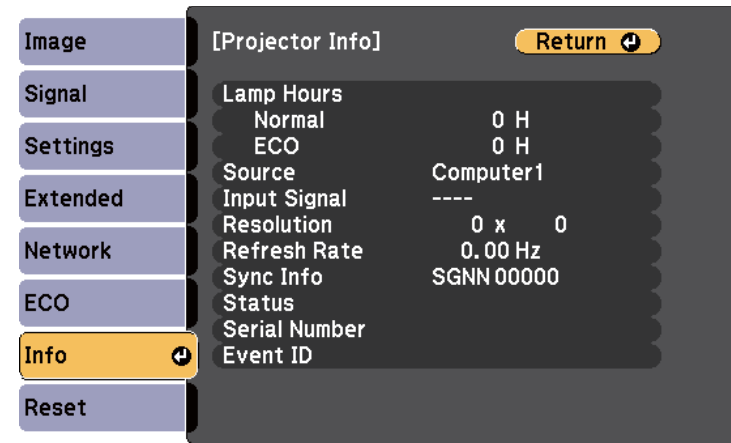 Image
Signal
Settings
Extended
Network
ECO
Info
Reset
[Projector Info]
Return
Lamp Hours
Normal 0 H
ECO 0 H
Source Computer1
Input Signal ----
Resolution 0 x 0
Refresh Rate 0.00 Hz
Sync Info SGNN 00000
Status
Serial Number
Event ID